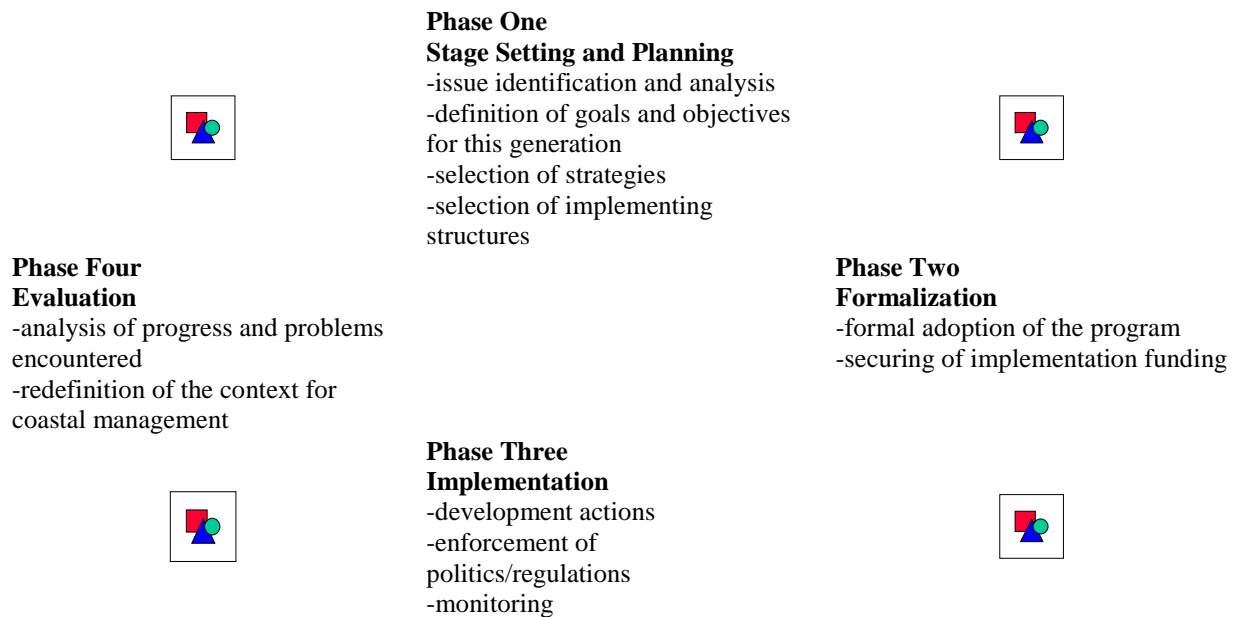 Phase One
Stage Setting and Planning
-issue identification and analysis
-definition of goals and objectives
for this generation
-selection of strategies
-selection of implementing
structures
Phase Four
Evaluation
-analysis of progress and problems
encountered
-redefinition of the context for
coastal management
Phase Two
Formalization
-formal adoption of the program
-securing of implementation funding
Phase Three
Implementation
-development actions
-enforcement of
politics/regulations
-monitoring